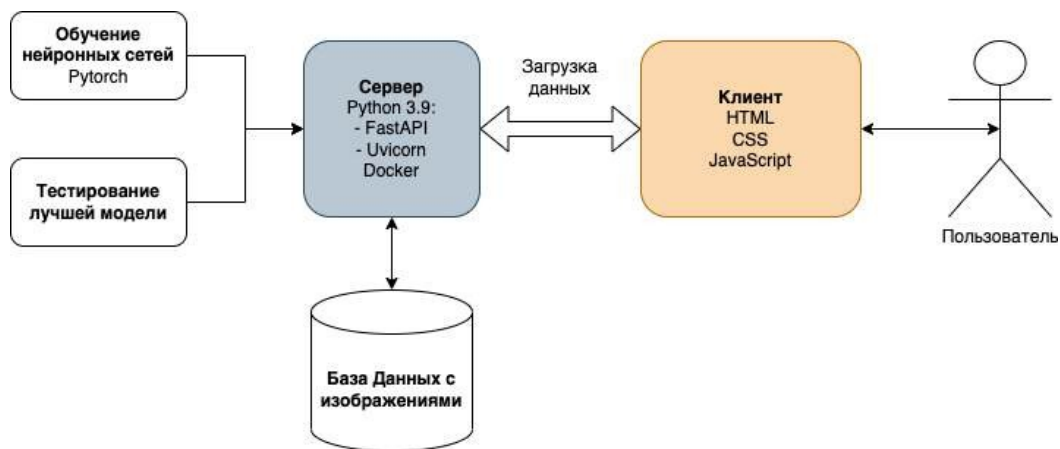 Обучение
нейронных сетей
Pytorch
Тестирование
лучшей модели
Сервер
Python 3.9:
- FastAPI
- Uvicorn
Docker
Загрузка
данных
Клиент
HTML
CSS
JavaScript
Пользователь
База Данных с
изображениями